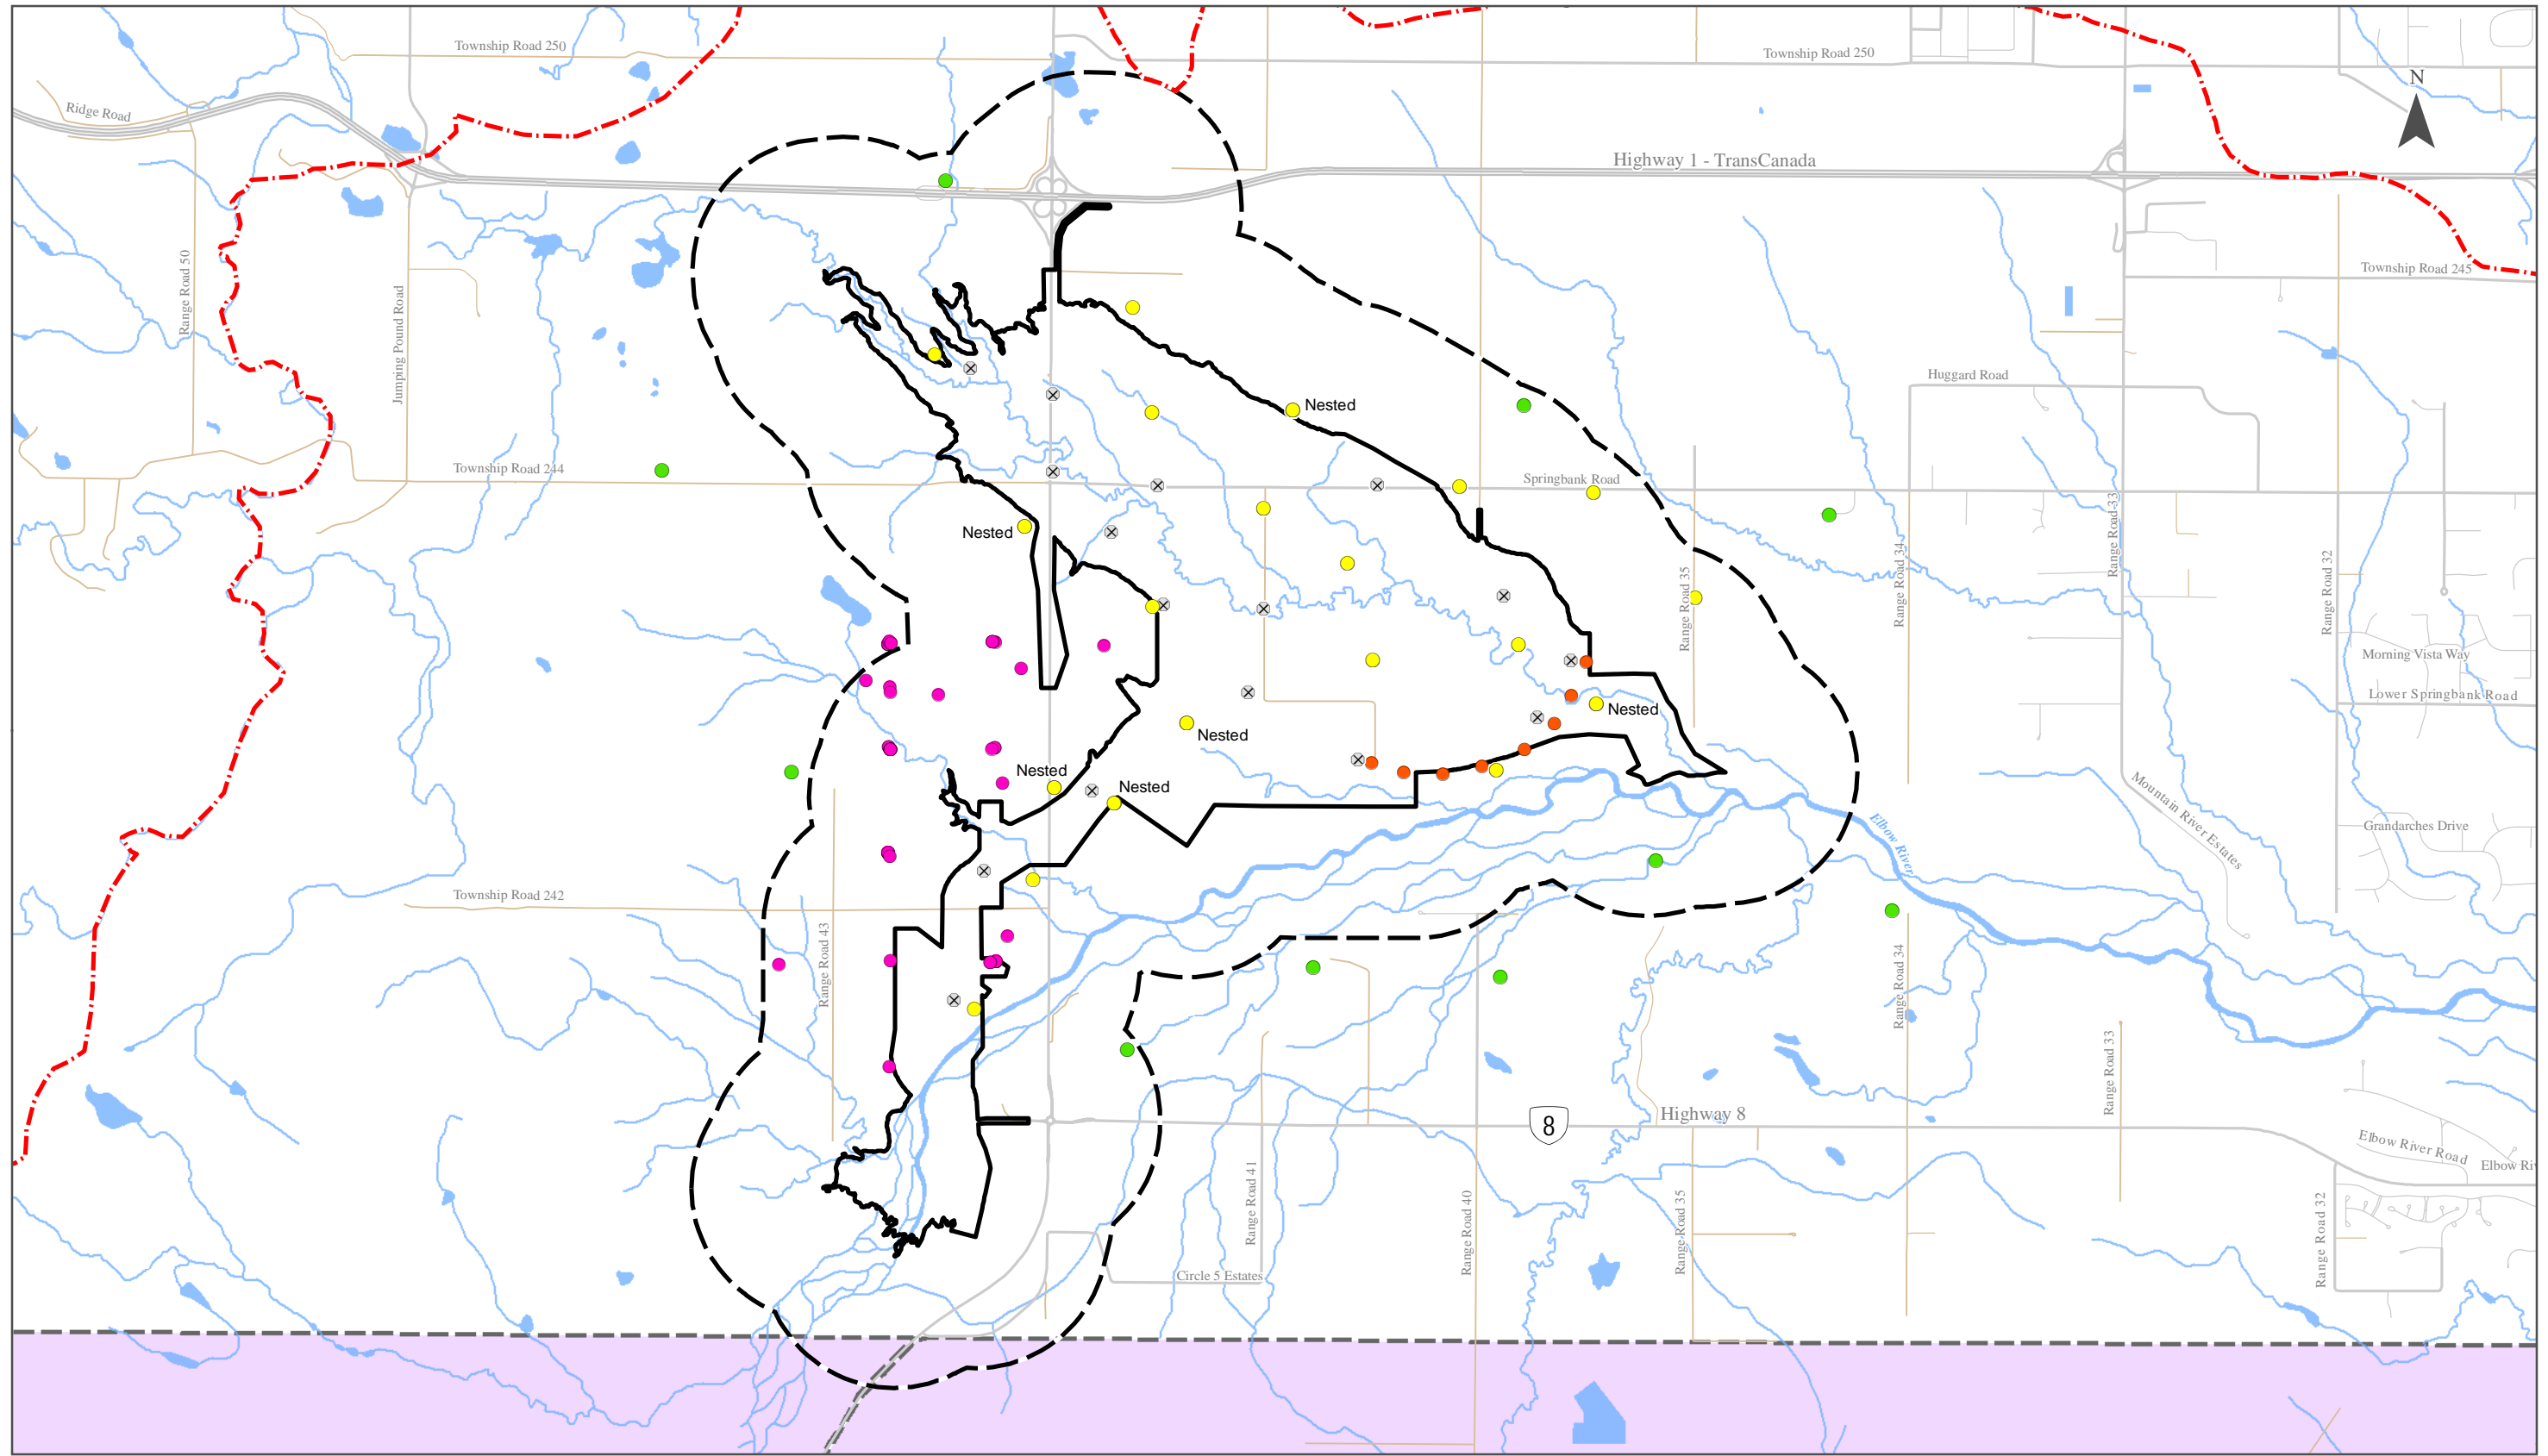 Township Road 250
Township Road 250
N
Ridge Road
Highway 1 - TransCanada
Range Road 50
Township Road 245
Jumping Pound Road
Huggard Road
Nested
Township Road 244
Springbank Road
Range Road 33
Nested
Range Road 34
Range Road 32
Range Road 35
Morning Vista Way
Lower Springbank Road
Nested
Nested
Nested
Nested
Mountain River Estates
Elbow River
Grandarches Drive
Township Road 242
Range Road 43
Range Road 34
Range Road 33
Highway 8
8
Elbow River Road
Elbow Riv
Range Road 41
Range Road 40
Range Road 35
Range Road 32
Circle 5 Estates